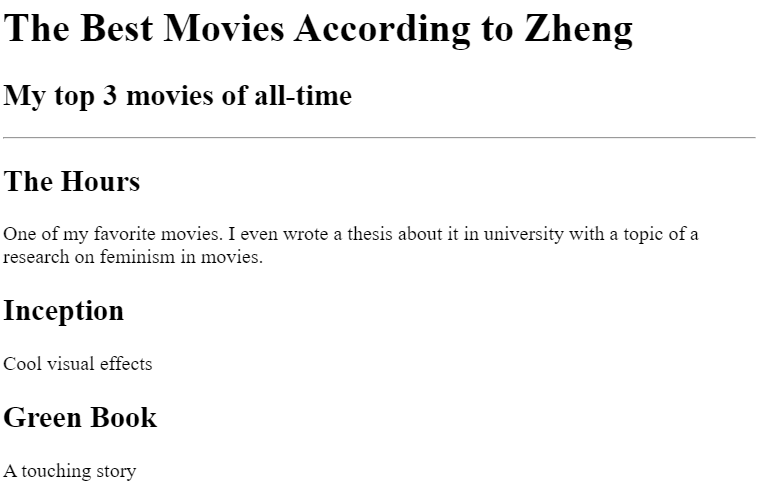 The Best Movies According to Zheng
My top 3 movies of all-time
The Hours
One of my favorite movies. I even wrote a thesis about it in university with a topic of a
research on feminism in movies.
Inception
Cool visual effects
Green Book
A touching story